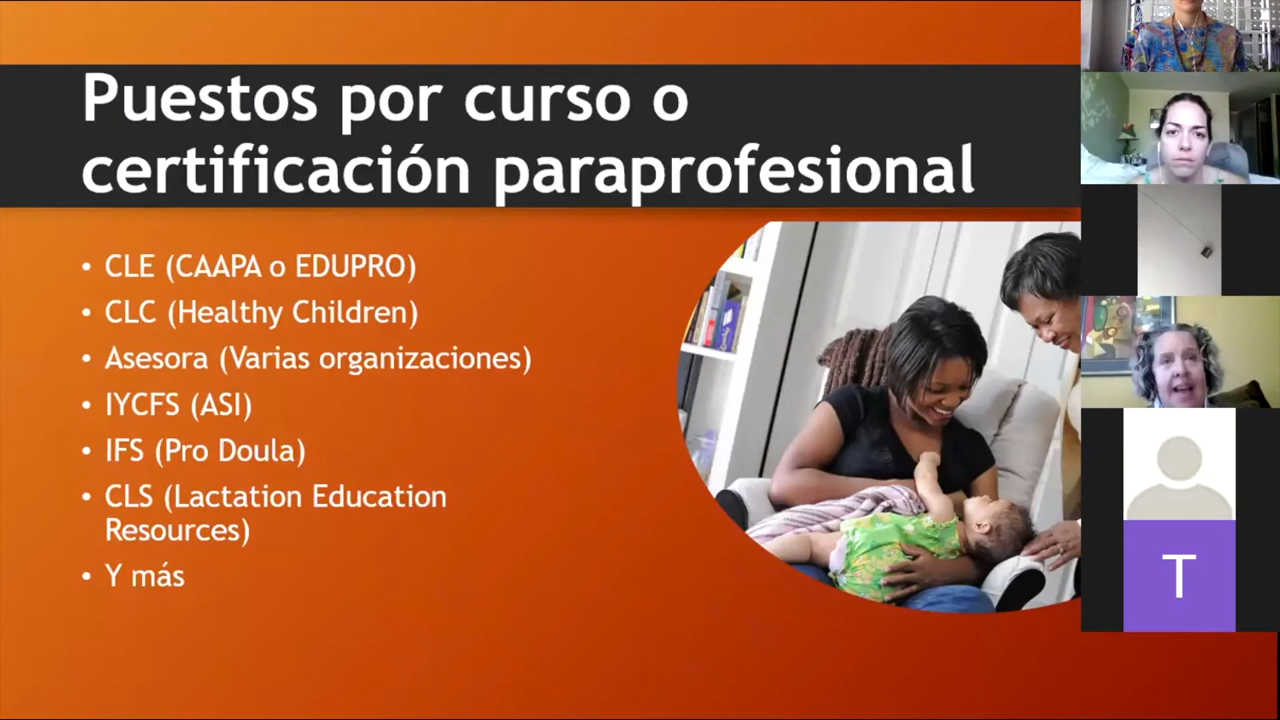 Puestos por curso o
certificación paraprofesional
• CLE (CAAPA o EDUPRO)
• CLC (Healthy Children)
• Asesora (Varias organizaciones)
• IYCFS (ASI)
• IFS (Pro Doula)
• CLS (Lactation Education
Resources)
• Y más
T